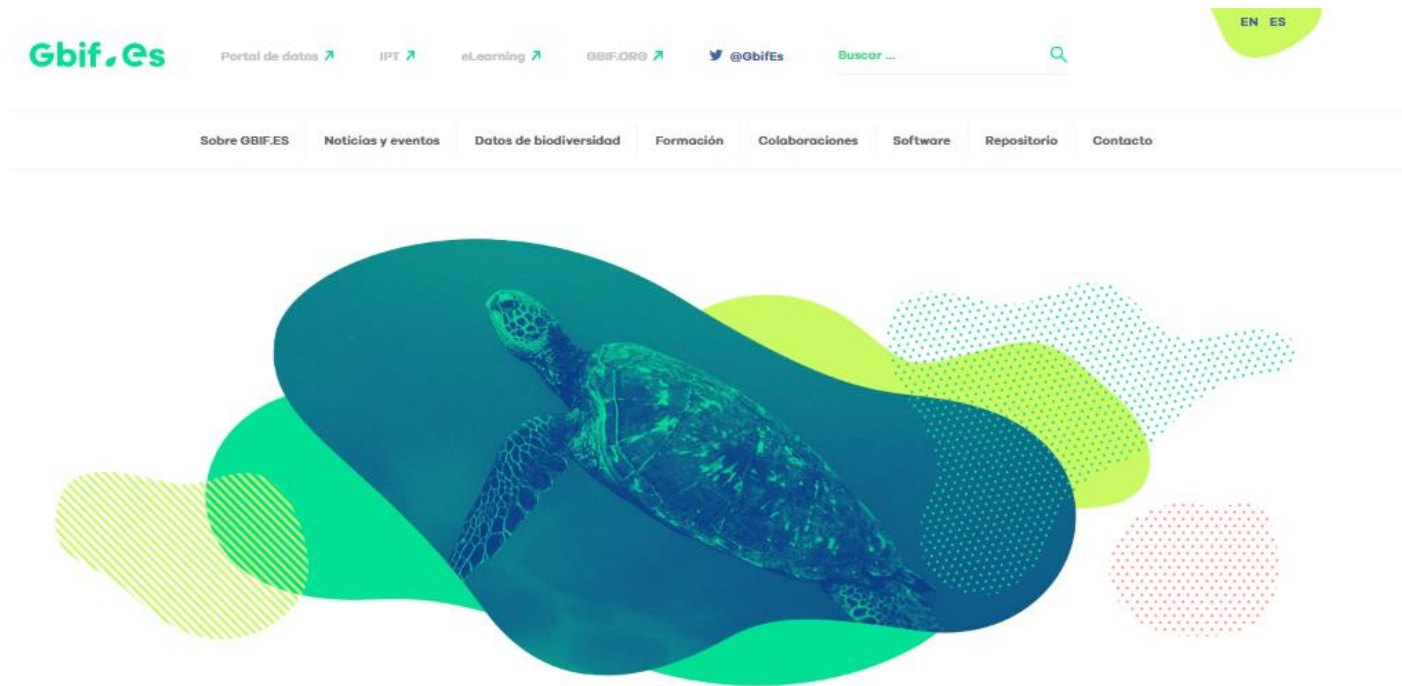 EN ES
Gbif.es Portal de datos IPT eLearning GBIF.ORG @GbifEs Buscar ...
Sobre GBIF.ES Noticias y eventos Datos de biodiversidad Formación Colaboraciones Software Repositorio Contacto